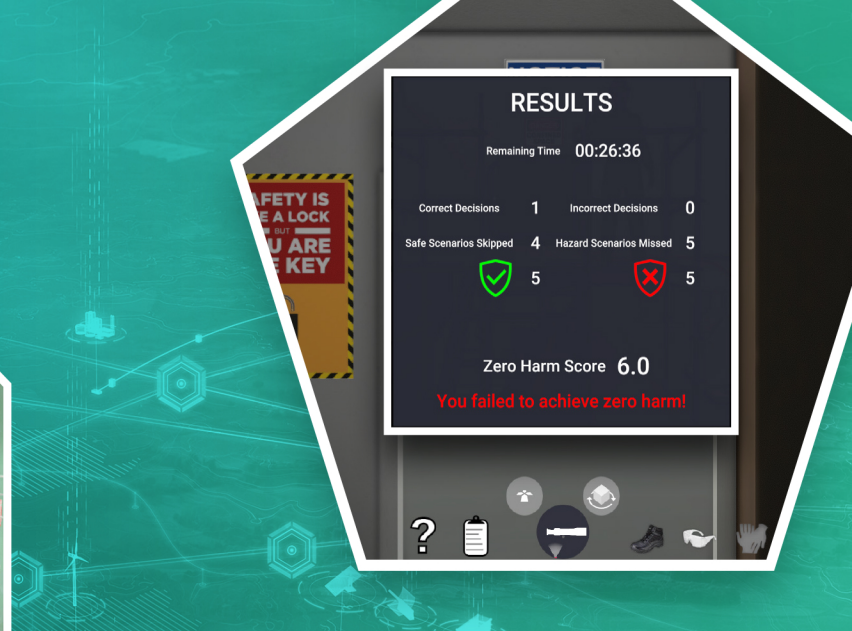 RESULTS
Remaining Time 00:26:36
Correct Decisions 1 Incorrect Decisions 0
Safe Scenarios Skipped 4 Hazard Scenarios Missed 5
5 5
Zero Harm Score 6.0
You failed to achieve zero harm!
IS
A LOCK
BUT
ARE
KEY
?